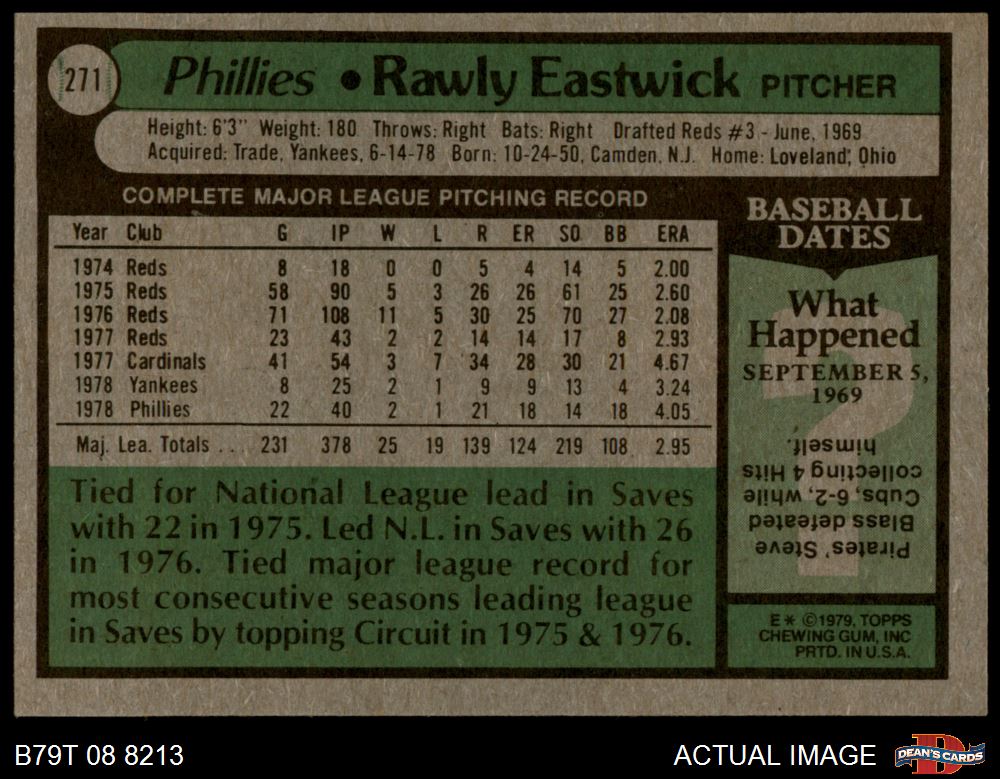 271
Phillies • Rawly Eastwick PITCHER
Height: 6'3" Weight: 180 Throws: Right Bats: Right Drafted Reds #3 - June, 1969
Acquired: Trade, Yankees, 6-14-78 Born: 10-24-50, Camden, N.J. Home: Loveland, Ohio
COMPLETE MAJOR LEAGUE PITCHING RECORD
Year Club G IP W L R ER SO BB ERA
1974 Reds 8 18 0 0 5 4 14 5 2.00
1975 Reds 58 90 5 3 26 26 61 25 2.60
1976 Reds 71 108 11 5 30 25 70 27 2.08
1977 Reds 23 43 2 2 14 14 17 8 2.93
1977 Cardinals 41 54 3 7 34 28 30 21 4.67
1978 Yankees 8 25 2 1 9 9 13 4 3.24
1978 Phillies 22 40 2 1 21 18 14 18 4.05
Maj. Lea. Totals ... 231 378 25 19 139 124 219 108 2.95
Tied for National League lead in Saves
with 22 in 1975. Led N.L. in Saves with 26
in 1976. Tied major league record for
most consecutive seasons leading league
in Saves by topping Circuit in 1975 & 1976.
BASEBALL
DATES
What
Happened
SEPTEMBER 5,
1969
Pirates' Steve
Blass defeated
Cubs, 6-2, while
collecting 4 Hits
himself.
E* ©1979, TOPPS
CHEWING GUM, INC
PRTD. IN U.S.A.
B79T 08 8213
ACTUAL IMAGE
DEAN'S CARDS